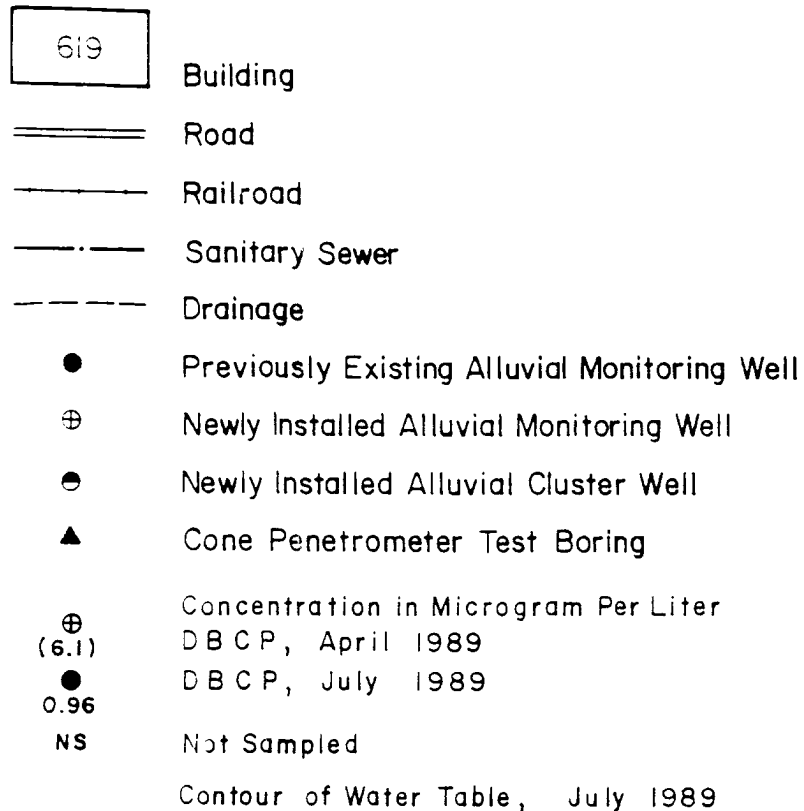 619
Building
Road
Railroad
Sanitary Sewer
Drainage
Previously Existing Alluvial Monitoring Well
Newly Installed Alluvial Monitoring Well
Newly Installed Alluvial Cluster Well
Cone Penetrometer Test Boring
Concentration in Microgram Per Liter
(6.1) DBCP, April 1989
DBCP, July 1989
0.96
NS Not Sampled
Contour of Water Table, July 1989